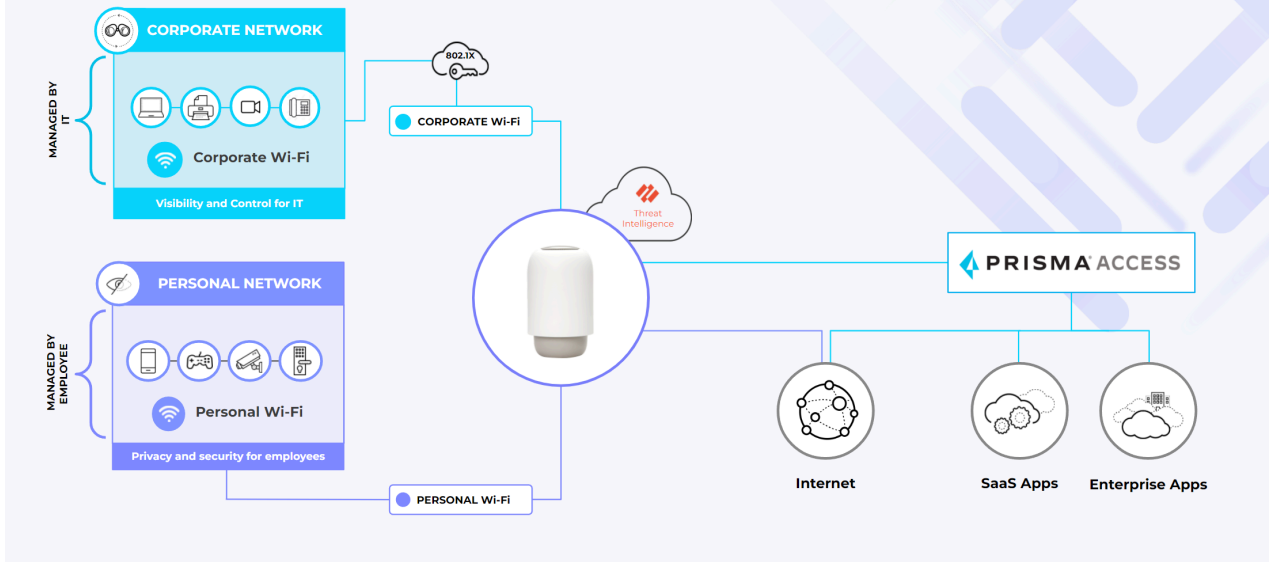 CORPORATE NETWORK
MANAGED BY
IT
Corporate Wi-Fi
Visibility and Control for IT
802.1X
CORPORATE Wi-Fi
Threat
Intelligence
PRISMA ACCESS
PERSONAL NETWORK
MANAGED BY
EMPLOYEE
Personal Wi-Fi
Privacy and security for employees
PERSONAL Wi-Fi
Internet
SaaS Apps
Enterprise Apps